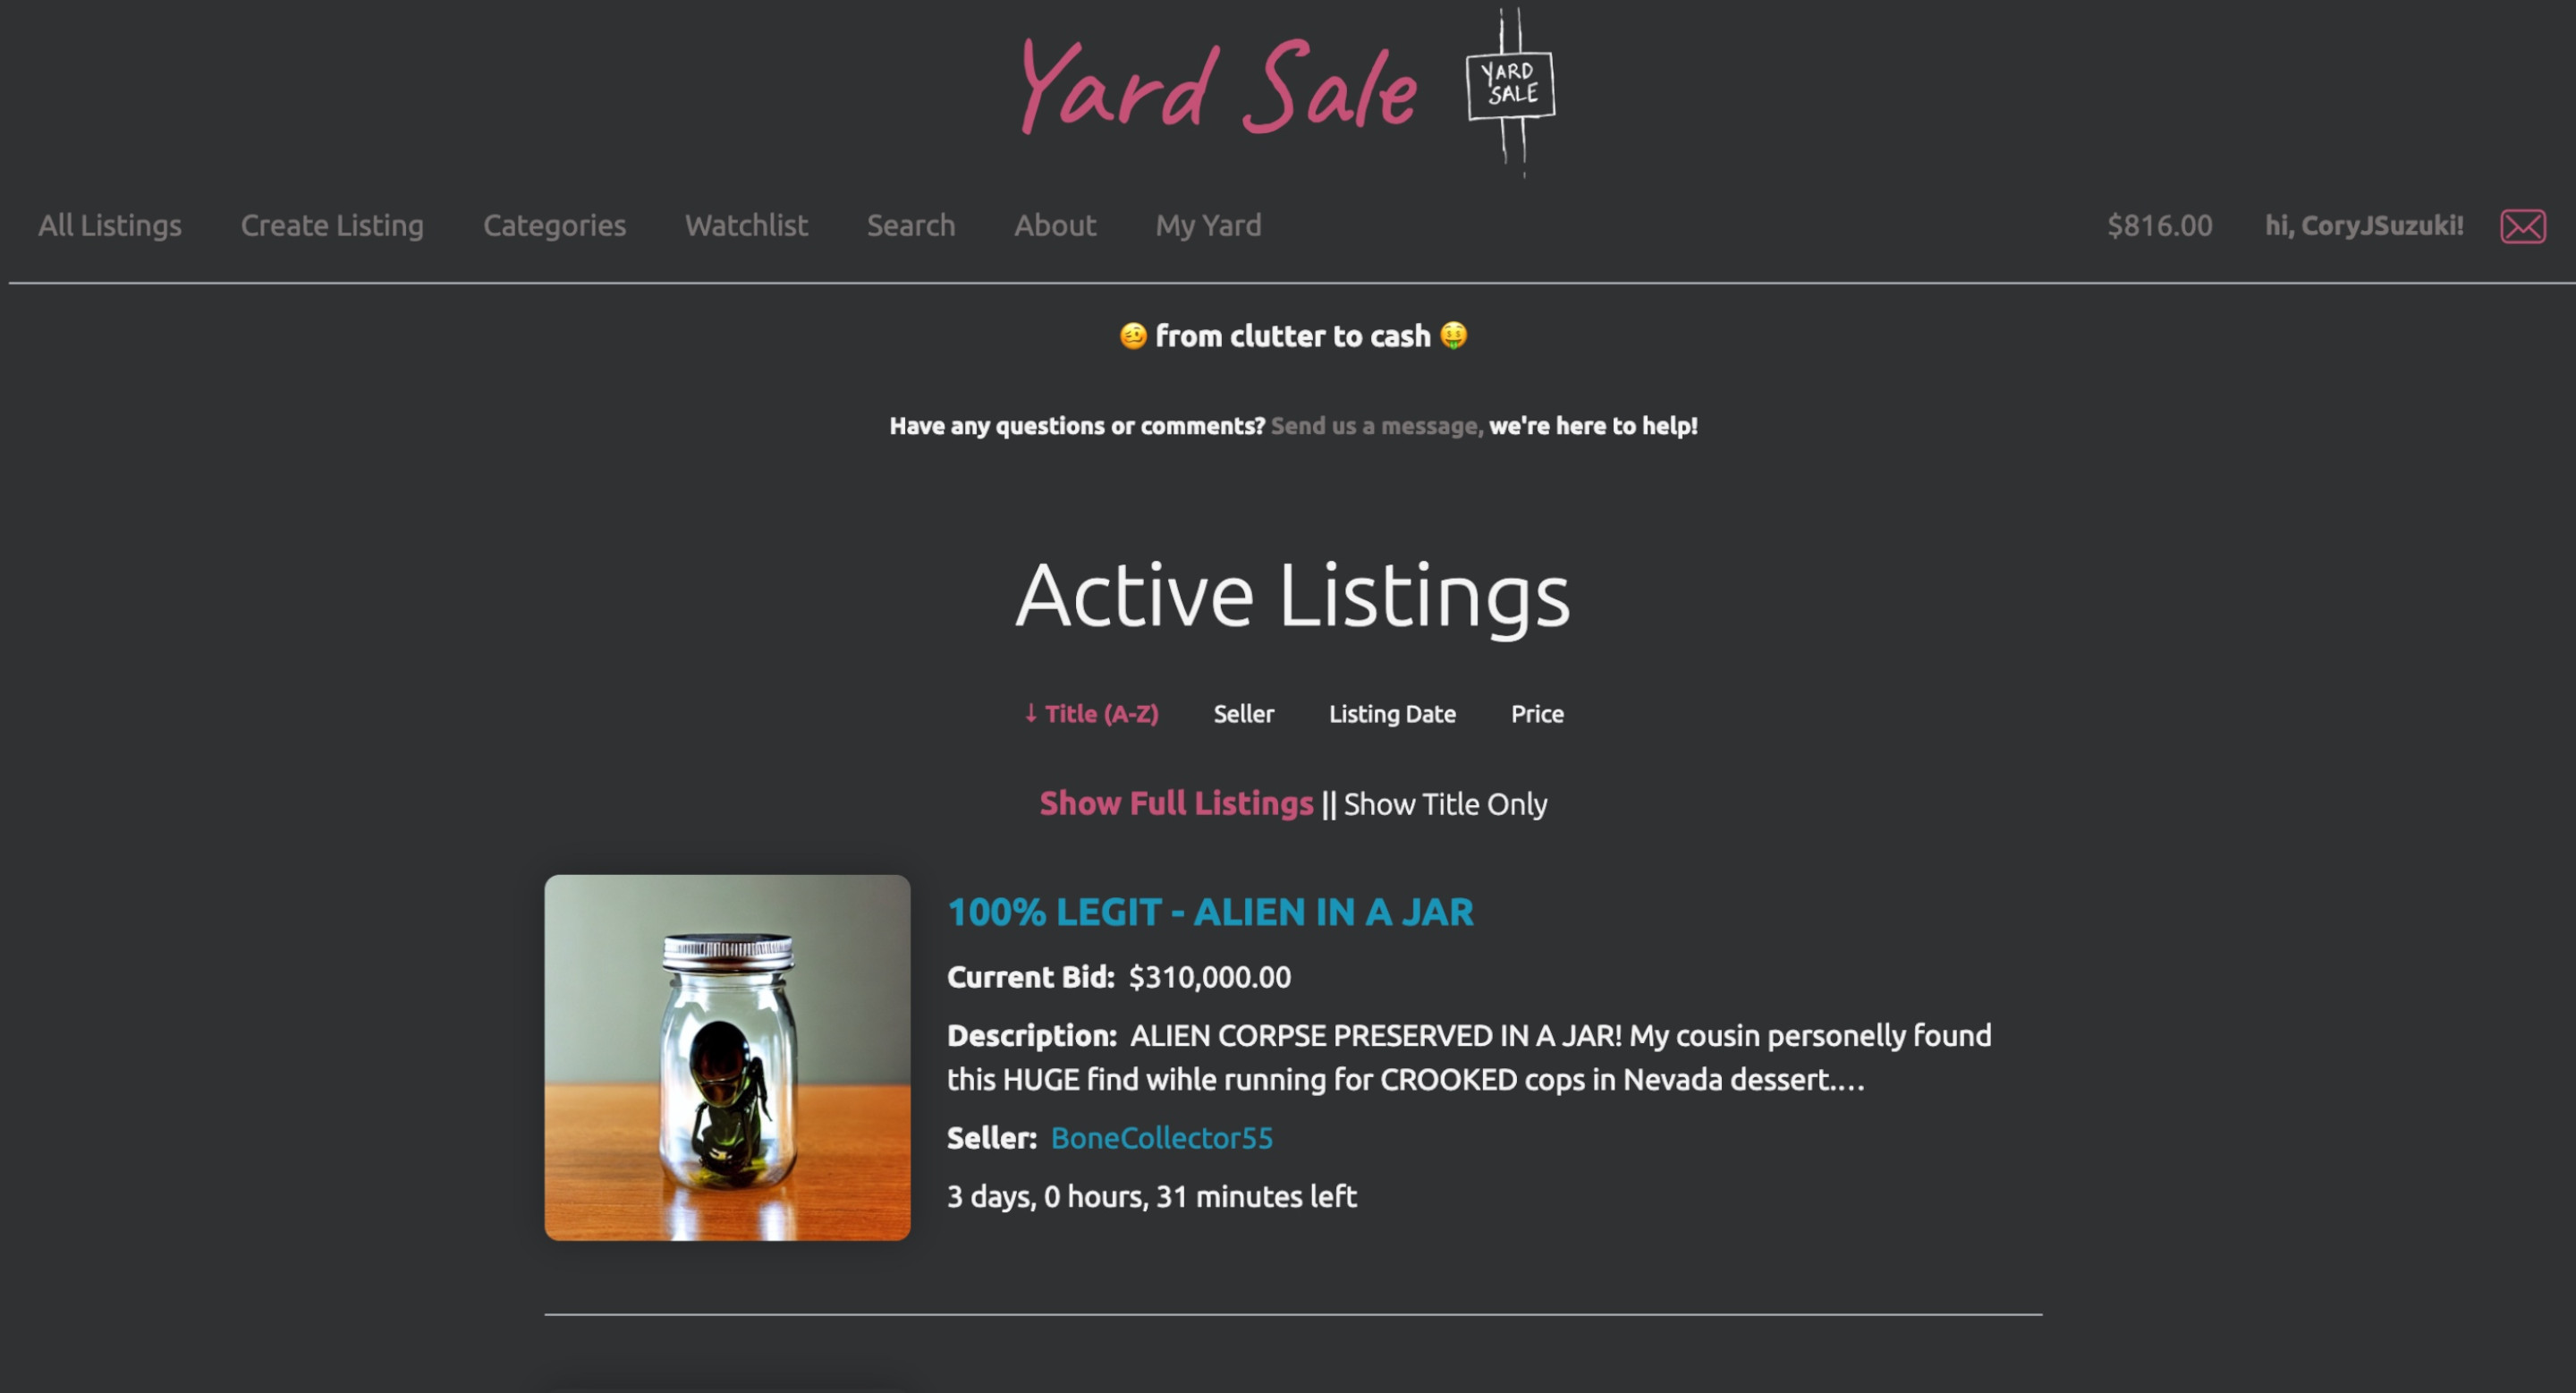 Yard Sale
YARD
SALE
All Listings Create Listing Categories Watchlist Search About My Yard $816.00 hi, CoryJSuzuki!
🥴 from clutter to cash 🤑
Have any questions or comments? Send us a message, we're here to help!
Active Listings
↓ Title (A-Z) Seller Listing Date Price
Show Full Listings || Show Title Only
100% LEGIT - ALIEN IN A JAR
Current Bid: $310,000.00
Description: ALIEN CORPSE PRESERVED IN A JAR! My cousin personelly found
this HUGE find wihle running for CROOKED cops in Nevada dessert....
Seller: BoneCollector55
3 days, 0 hours, 31 minutes left